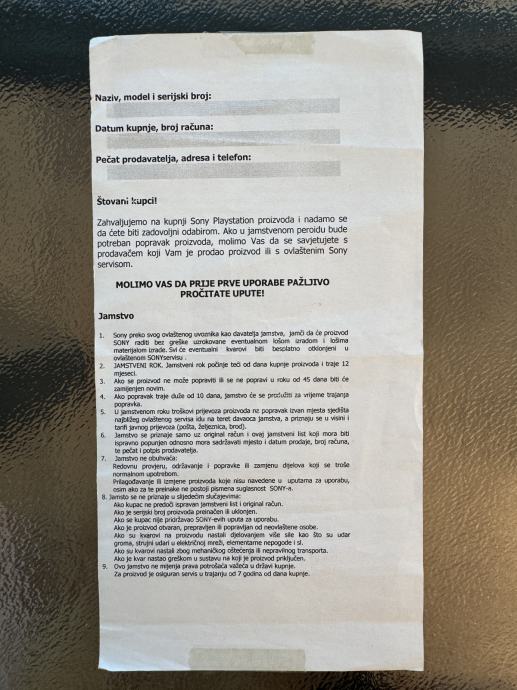 Naziv, model i serijski broj:
Datum kupnje, broj računa:
Pečat prodavatelja, adresa i telefon:
Štovani kupci!
Zahvaljujemo na kupnji Sony Playstation proizvoda i nadamo se
da ćete biti zadovoljni odabirom. Ako u jamstvenom peroidu bude
potreban popravak proizvoda, molimo Vas da se savjetujete s
prodavačem koji Vam je prodao proizvod ili s ovlaštenim Sony
servisom.
MOLIMO VAS DA PRIJE PRVE UPORABE PAŽLJIVO
PROČITATE UPUTE!
Jamstvo
1. Sony preko svog ovlaštenog uvoznika kao davatelja jamstva, jamči da će proizvod
SONY raditi bez greške uzrokovane eventualnom lošom izradom i lošima
materijalom izrade. Svi će eventualni kvarovi biti besplatno otklonjeni u
ovlaštenom SONYservisu .
2. JAMSTVENI ROK. Jamstveni rok počinje teći od dana kupnje proizvoda i traje 12
mjeseci.
3. Ako se proizvod ne može popraviti ili se ne popravi u roku od 45 dana bit će
zamijenjen novim.
4. Ako popravak traje duže od 10 dana, jamstvo će se produžiti za vrijeme trajanja
popravka.
5. U jamstvenom roku troškovi prijevoza proizvoda na popravak izvan mjesta sjedišta
najbližeg ovlaštenog servisa idu na teret davaoca jamstva, a priznaju se u visini i
tarifi javnog prijevoza (pošta, željeznica, brod).
6. Jamstvo se priznaje samo uz original račun i ovaj jamstveni list koji mora biti
ispravno popunjen odnosno mora sadržavati mjesto i datum prodaje, broj računa,
te pečat i potpis prodavatelja.
7. Jamstvo ne obuhvaća:
Redovnu provjeru, održavanje i popravke ili zamjenu dijelova koji se troše
normalnom upotrebom.
Prilagođavanje ili izmjene proizvoda koje nisu navedene u uputama za uporabu,
osim ako za te preinake ne postoji pismena suglasnost SONY-a.
8. Jamsto se ne priznaje u slijedećim slučajevima:
Ako kupac ne predoči ispravan jamstveni list i original račun.
Ako je serijski broj proizvoda preinačen ili uklonjen.
Ako se kupac nije pridržavao SONY-evih uputa za uporabu.
Ako je proizvod otvaran, prepravljen ili popravljan od neovlaštene osobe.
Ako su kvarovi na proizvodu nastali djelovanjem više sile kao što su udar
groma, strujni udari u električnoj mreži, elementarne nepogode i sl.
Ako su kvarovi nastali zbog mehaničkog oštećenja ili nepravilnog transporta.
Ako je kvar nastao greškom u sustavu na koji je proizvod priključen.
9. Ovo jamstvo ne mijenja prava potrošača važeća u državi kupnje.
Za proizvod je osiguran servis u trajanju od 7 godina od dana kupnje.